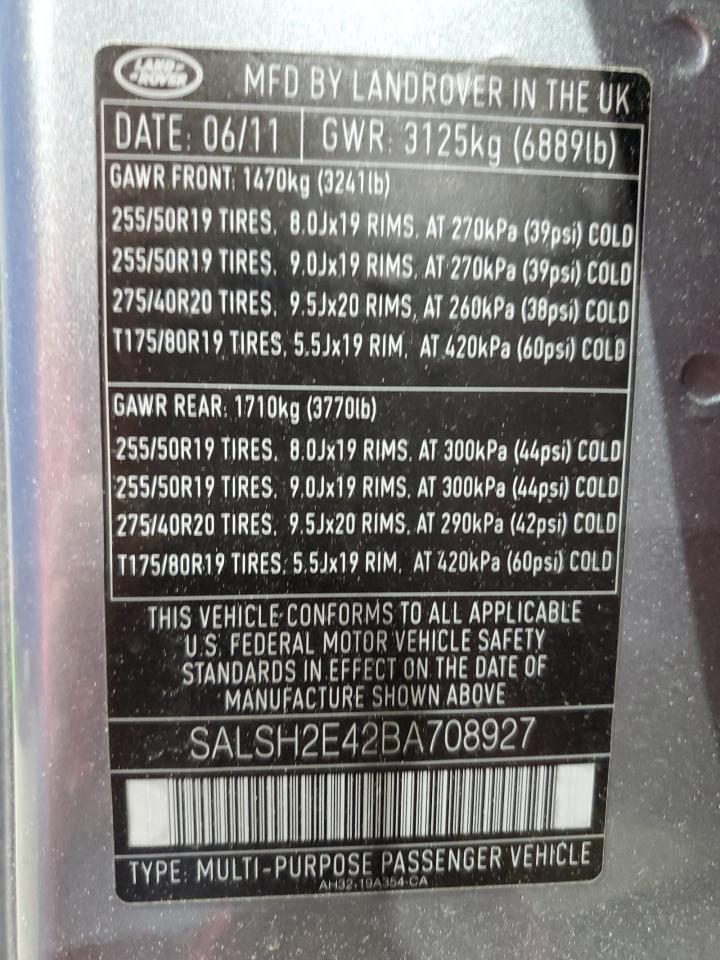 LAND ROVER
MFD BY LANDROVER IN THE UK
DATE: 06/11 GWR: 3125kg (6889lb)
GAWR FRONT: 1470kg (3241lb)
255/50R19 TIRES, 8.0Jx19 RIMS, AT 270kPa (39psi) COLD
255/50R19 TIRES, 9.0Jx19 RIMS, AT 270kPa (39psi) COLD
275/40R20 TIRES, 9.5Jx20 RIMS, AT 260kPa (38psi) COLD
T175/80R19 TIRES, 5.5Jx19 RIM, AT 420kPa (60psi) COLD
GAWR REAR: 1710kg (3770lb)
255/50R19 TIRES, 8.0Jx19 RIMS, AT 300kPa (44psi) COLD
255/50R19 TIRES, 9.0Jx19 RIMS, AT 300kPa (44psi) COLD
275/40R20 TIRES, 9.5Jx20 RIMS, AT 290kPa (42psi) COLD
T175/80R19 TIRES, 5.5Jx19 RIM, AT 420kPa (60psi) COLD
THIS VEHICLE CONFORMS TO ALL APPLICABLE
U.S. FEDERAL MOTOR VEHICLE SAFETY
STANDARDS IN EFFECT ON THE DATE OF
MANUFACTURE SHOWN ABOVE
SALSH2E42BA708927
TYPE: MULTI-PURPOSE PASSENGER VEHICLE
AH32-19A354-CA